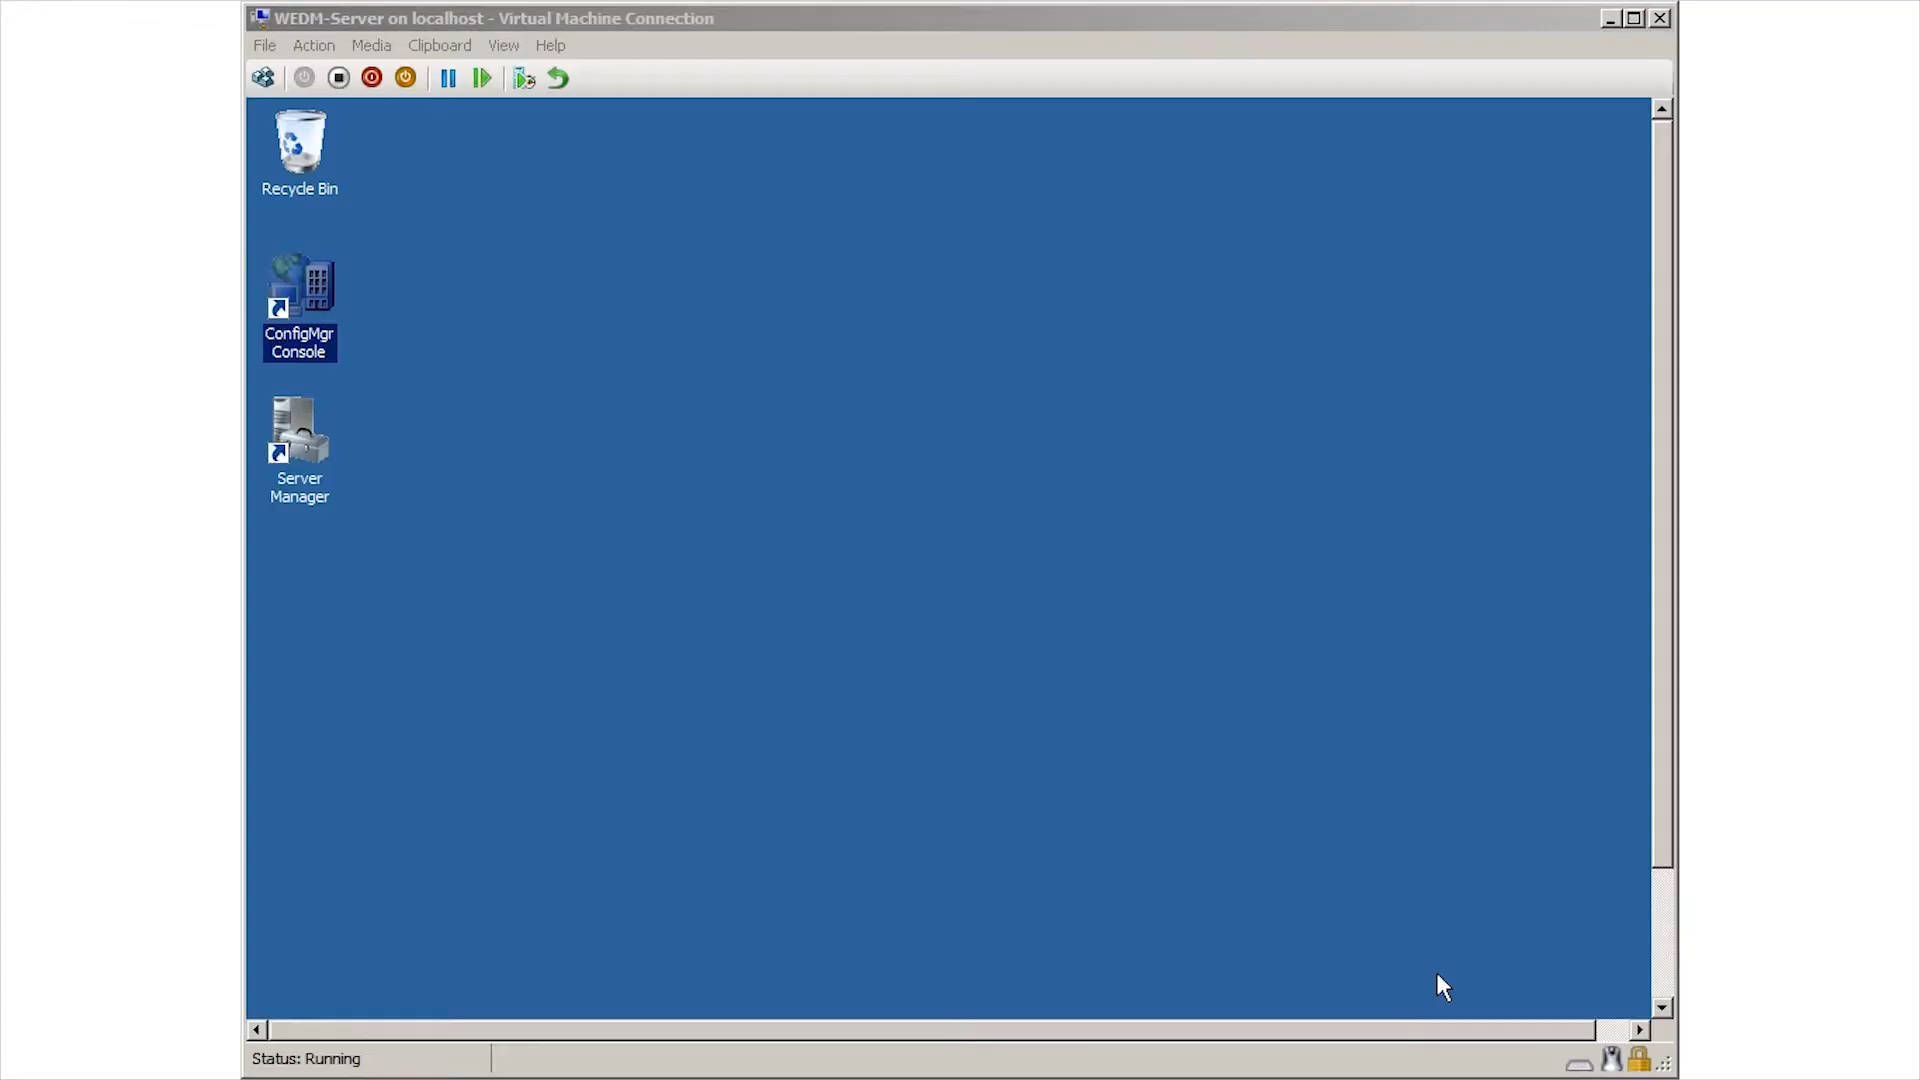 WEDM-Server on localhost - Virtual Machine Connection
File Action Media Clipboard View Help
Recycle Bin
ConfigMgr
Console
Server
Manager
Status: Running